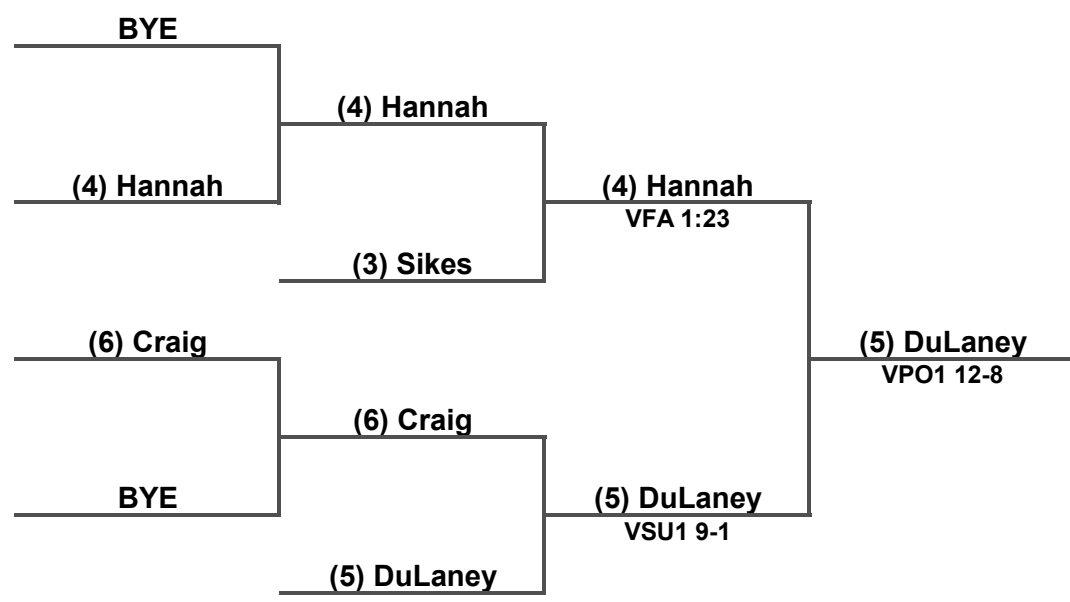 BYE
(4) Hannah
(4) Hannah
(4) Hannah
VFA 1:23
(3) Sikes
(6) Craig
(5) DuLaney
VPO1 12-8
(6) Craig
BYE
(5) DuLaney
VSU1 9-1
(5) DuLaney